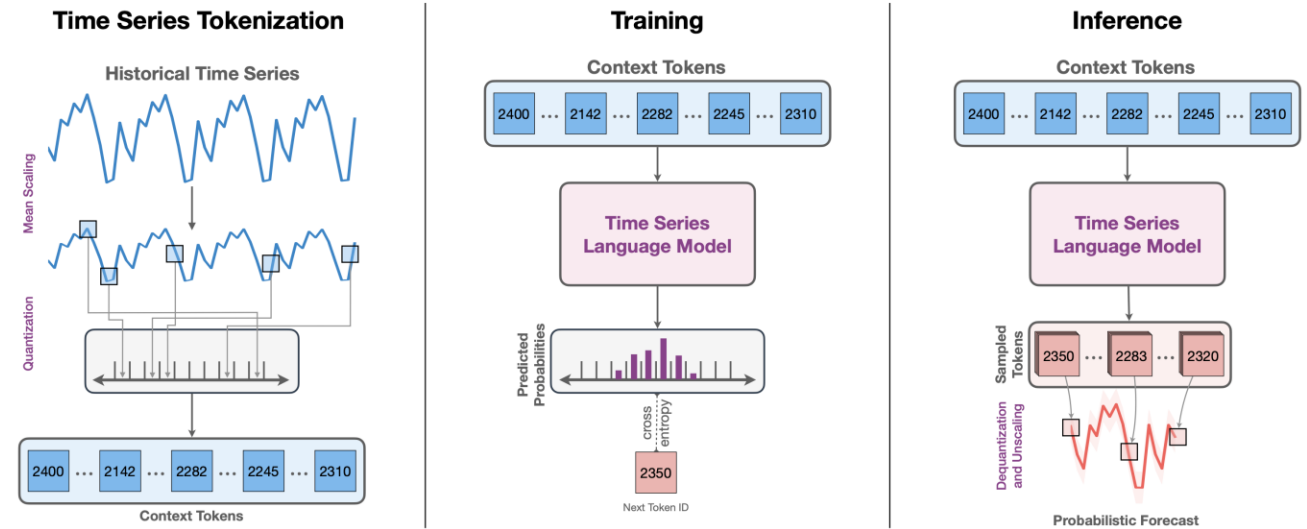 Time Series Tokenization
Historical Time Series
Mean Scaling
Quantization
2400 ... 2142 ... 2282 ... 2245 ... 2310
Context Tokens
Training
Context Tokens
2400 ... 2142 ... 2282 ... 2245 ... 2310
Time Series
Language Model
Predicted
Probabilities
cross
entropy
2350
Next Token ID
Inference
Context Tokens
2400 ... 2142 ... 2282 ... 2245 ... 2310
Time Series
Language Model
Sampled
Tokens
2350 ... 2283 ... 2320
Dequantization
and Unscaling
Probabilistic Forecast